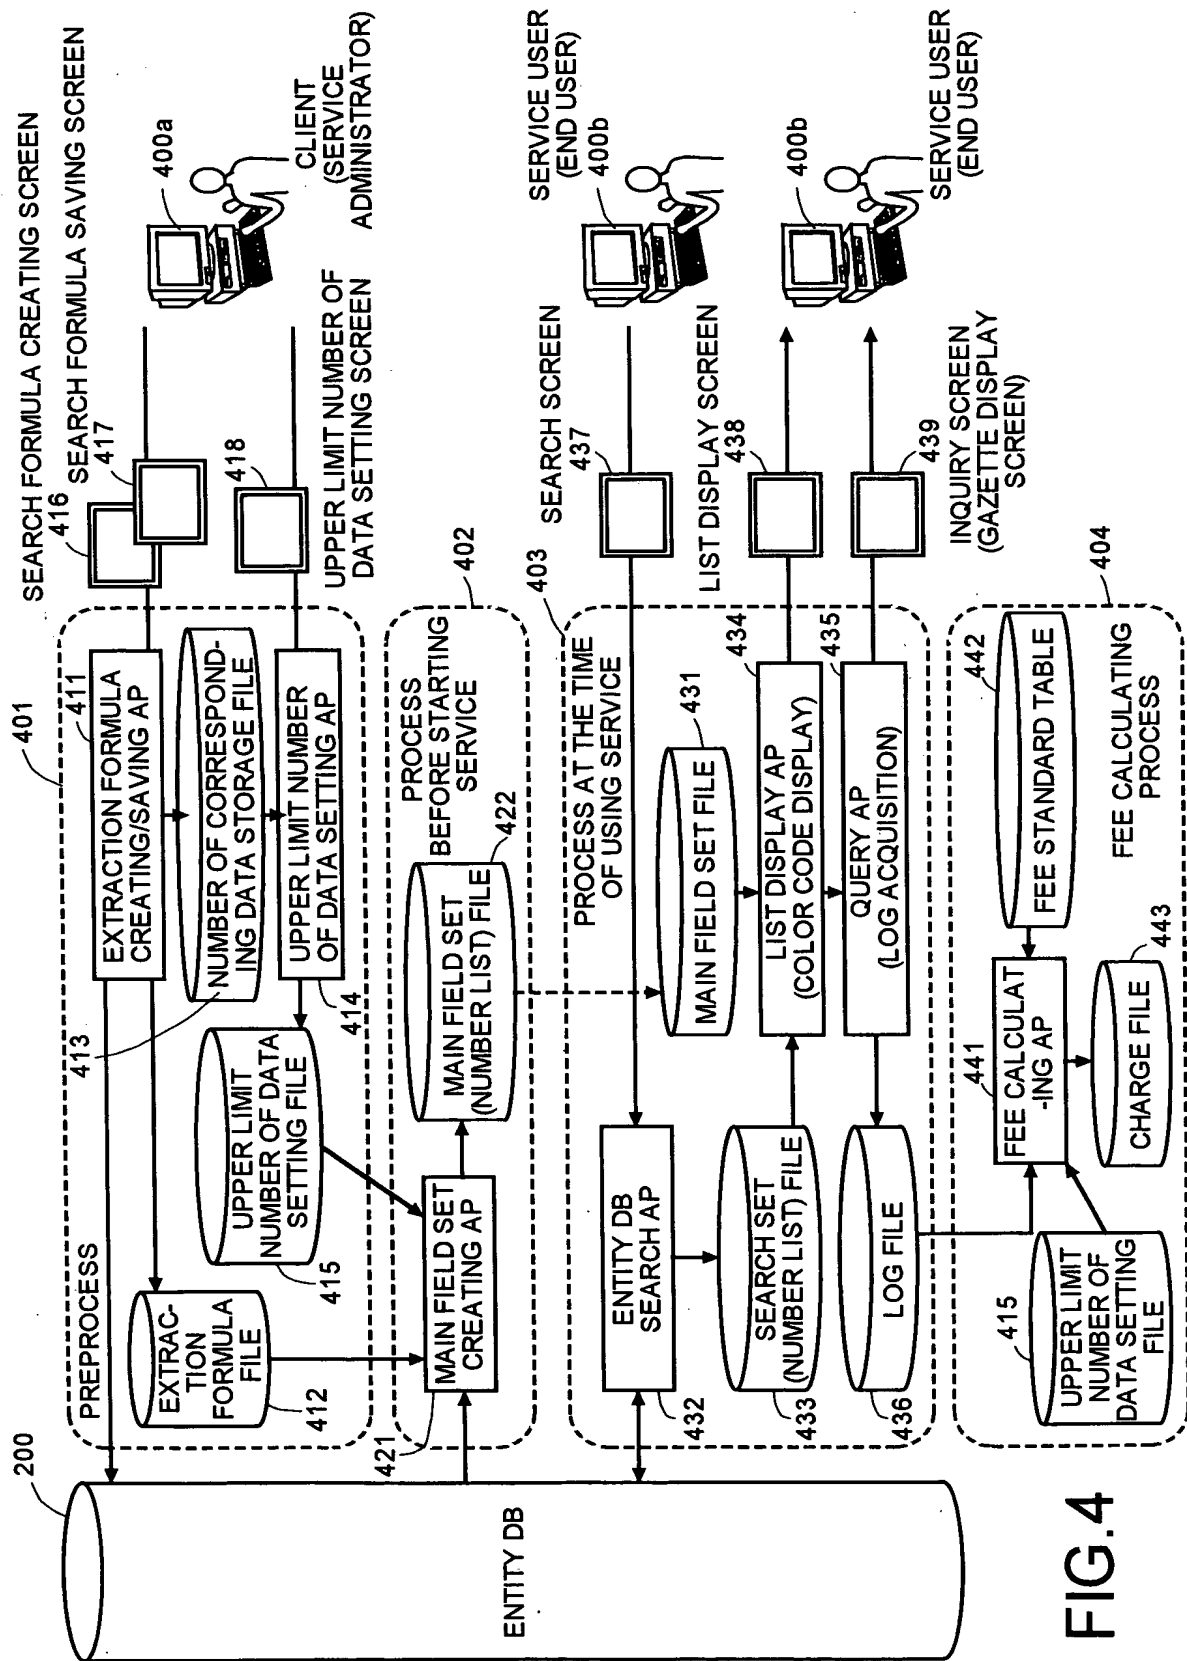 SEARCH FORMULA CREATING SCREEN
SEARCH FORMULA SAVING SCREEN
416
417
400a
CLIENT
(SERVICE
ADMINISTRATOR)
418
UPPER LIMIT NUMBER OF
DATA SETTING SCREEN
200
ENTITY DB
401
PREPROCESS
411
EXTRACTION FORMULA
CREATING/SAVING AP
NUMBER OF CORRESPOND-
ING DATA STORAGE FILE
413
UPPER LIMIT NUMBER
OF DATA SETTING AP
414
UPPER LIMIT
NUMBER OF DATA
SETTING FILE
415
EXTRAC-
TION
FORMULA
FILE
412
402
PROCESS
BEFORE STARTING
SERVICE
421
MAIN FIELD SET
CREATING AP
422
MAIN FIELD SET
(NUMBER LIST) FILE
403
PROCESS AT THE TIME
OF USING SERVICE
431
MAIN FIELD SET FILE
ENTITY DB
SEARCH AP
432
SEARCH SET
(NUMBER LIST) FILE
433
434
LIST DISPLAY AP
(COLOR CODE DISPLAY)
435
QUERY AP
(LOG ACQUISITION)
LOG FILE
436
SEARCH SCREEN
437
SERVICE USER
(END USER)
400b
LIST DISPLAY SCREEN
438
400b
SERVICE USER
(END USER)
439
INQUIRY SCREEN
(GAZETTE DISPLAY
SCREEN)
404
FEE CALCULATING
PROCESS
442
FEE STANDARD TABLE
441
FEE CALCULAT
-ING AP
443
CHARGE FILE
415
UPPER LIMIT
NUMBER OF
DATA SETTING
FILE
FIG.4